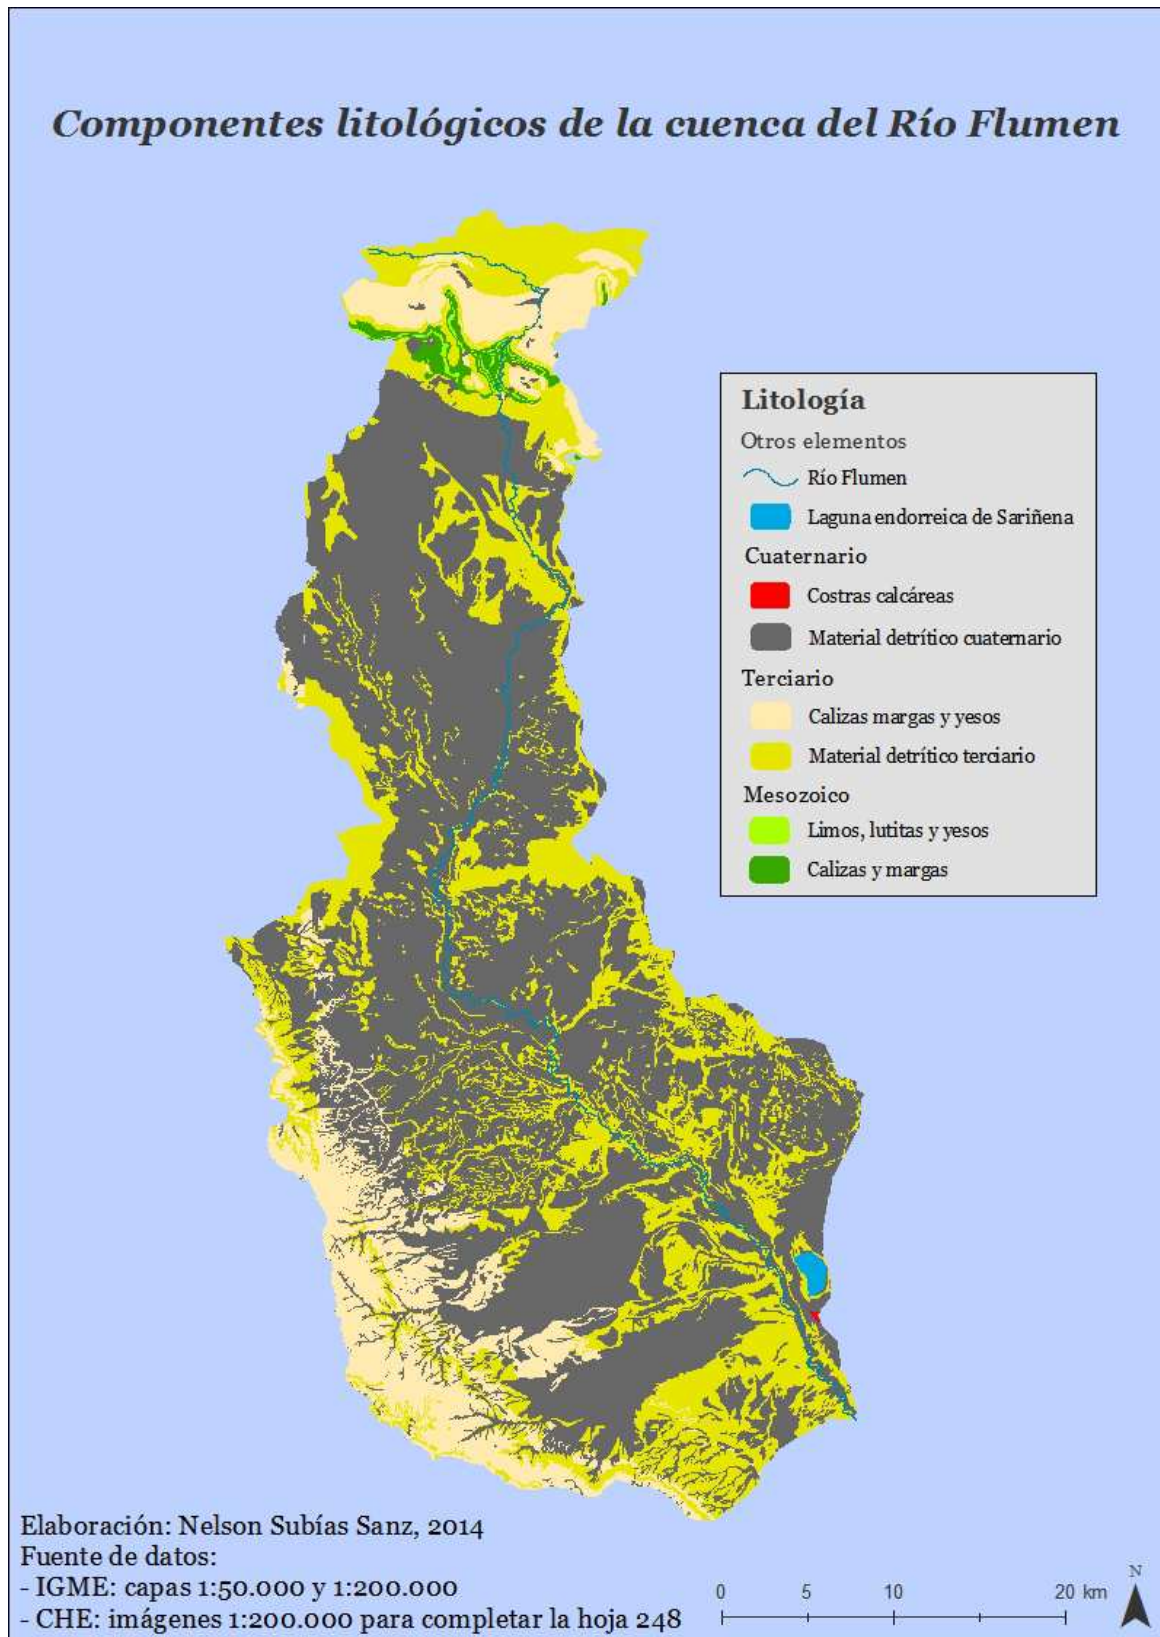 Componentes litológicos de la cuenca del Río Flumen
Litología
Otros elementos
Río Flumen
Laguna endorreica de Sariñena
Cuaternario
Costras calcáreas
Material detrítico cuaternario
Terciario
Calizas margas y yesos
Material detrítico terciario
Mesozoico
Limos, lutitas y yesos
Calizas y margas
Elaboración: Nelson Subías Sanz, 2014
Fuente de datos:
- IGME: capas 1:50.000 y 1:200.000
- CHE: imágenes 1:200.000 para completar la hoja 248
0 5 10 20 km
N